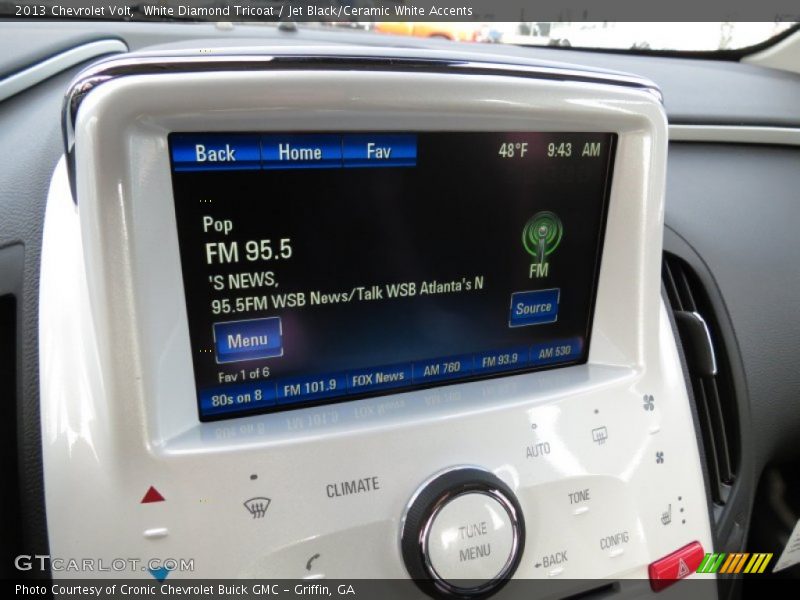 2013 Chevrolet Volt, White Diamond Tricoat / Jet Black/Ceramic White Accents
Back Home Fav 48°F 9:43 AM
Pop
FM 95.5
'S NEWS,
95.5FM WSB News/Talk WSB Atlanta's N
FM
Menu
Source
Fav 1 of 6
80s on 8 FM 101.9 FOX News AM 760 FM 93.9 AM 530
AUTO
CLIMATE
TONE
TUNE
MENU
CONFIG
BACK
GTCARLOT.COM
Photo Courtesy of Cronic Chevrolet Buick GMC – Griffin, GA